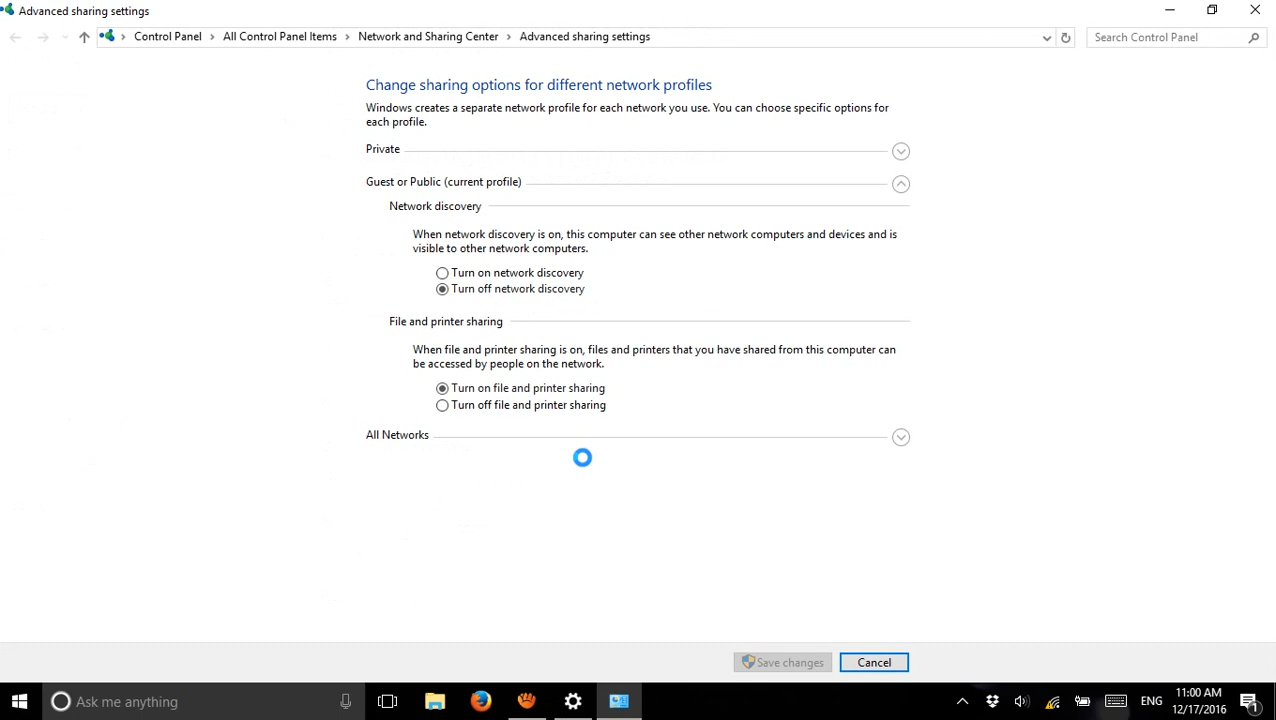 Advanced sharing settings
Control Panel > All Control Panel Items > Network and Sharing Center > Advanced sharing settings
Search Control Panel
Change sharing options for different network profiles
Windows creates a separate network profile for each network you use. You can choose specific options for
each profile.
Private
Guest or Public (current profile)
Network discovery
When network discovery is on, this computer can see other network computers and devices and is
visible to other network computers.
Turn on network discovery
Turn off network discovery
File and printer sharing
When file and printer sharing is on, files and printers that you have shared from this computer can
be accessed by people on the network.
Turn on file and printer sharing
Turn off file and printer sharing
All Networks
Save changes
Cancel
Ask me anything
ENG
11:00 AM
12/17/2016
1